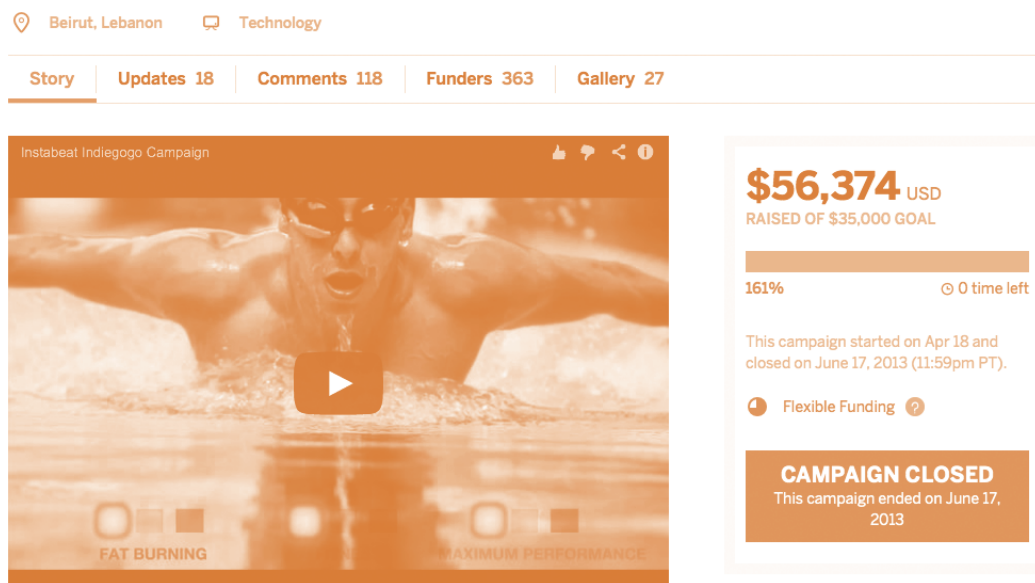 Beirut, Lebanon Technology
Story Updates 18 Comments 118 Funders 363 Gallery 27
Instabeat Indiegogo Campaign
$56,374 USD
RAISED OF $35,000 GOAL
161% 0 time left
This campaign started on Apr 18 and
closed on June 17, 2013 (11:59pm PT).
Flexible Funding ?
CAMPAIGN CLOSED
This campaign ended on June 17,
2013
FAT BURNING MAXIMUM PERFORMANCE